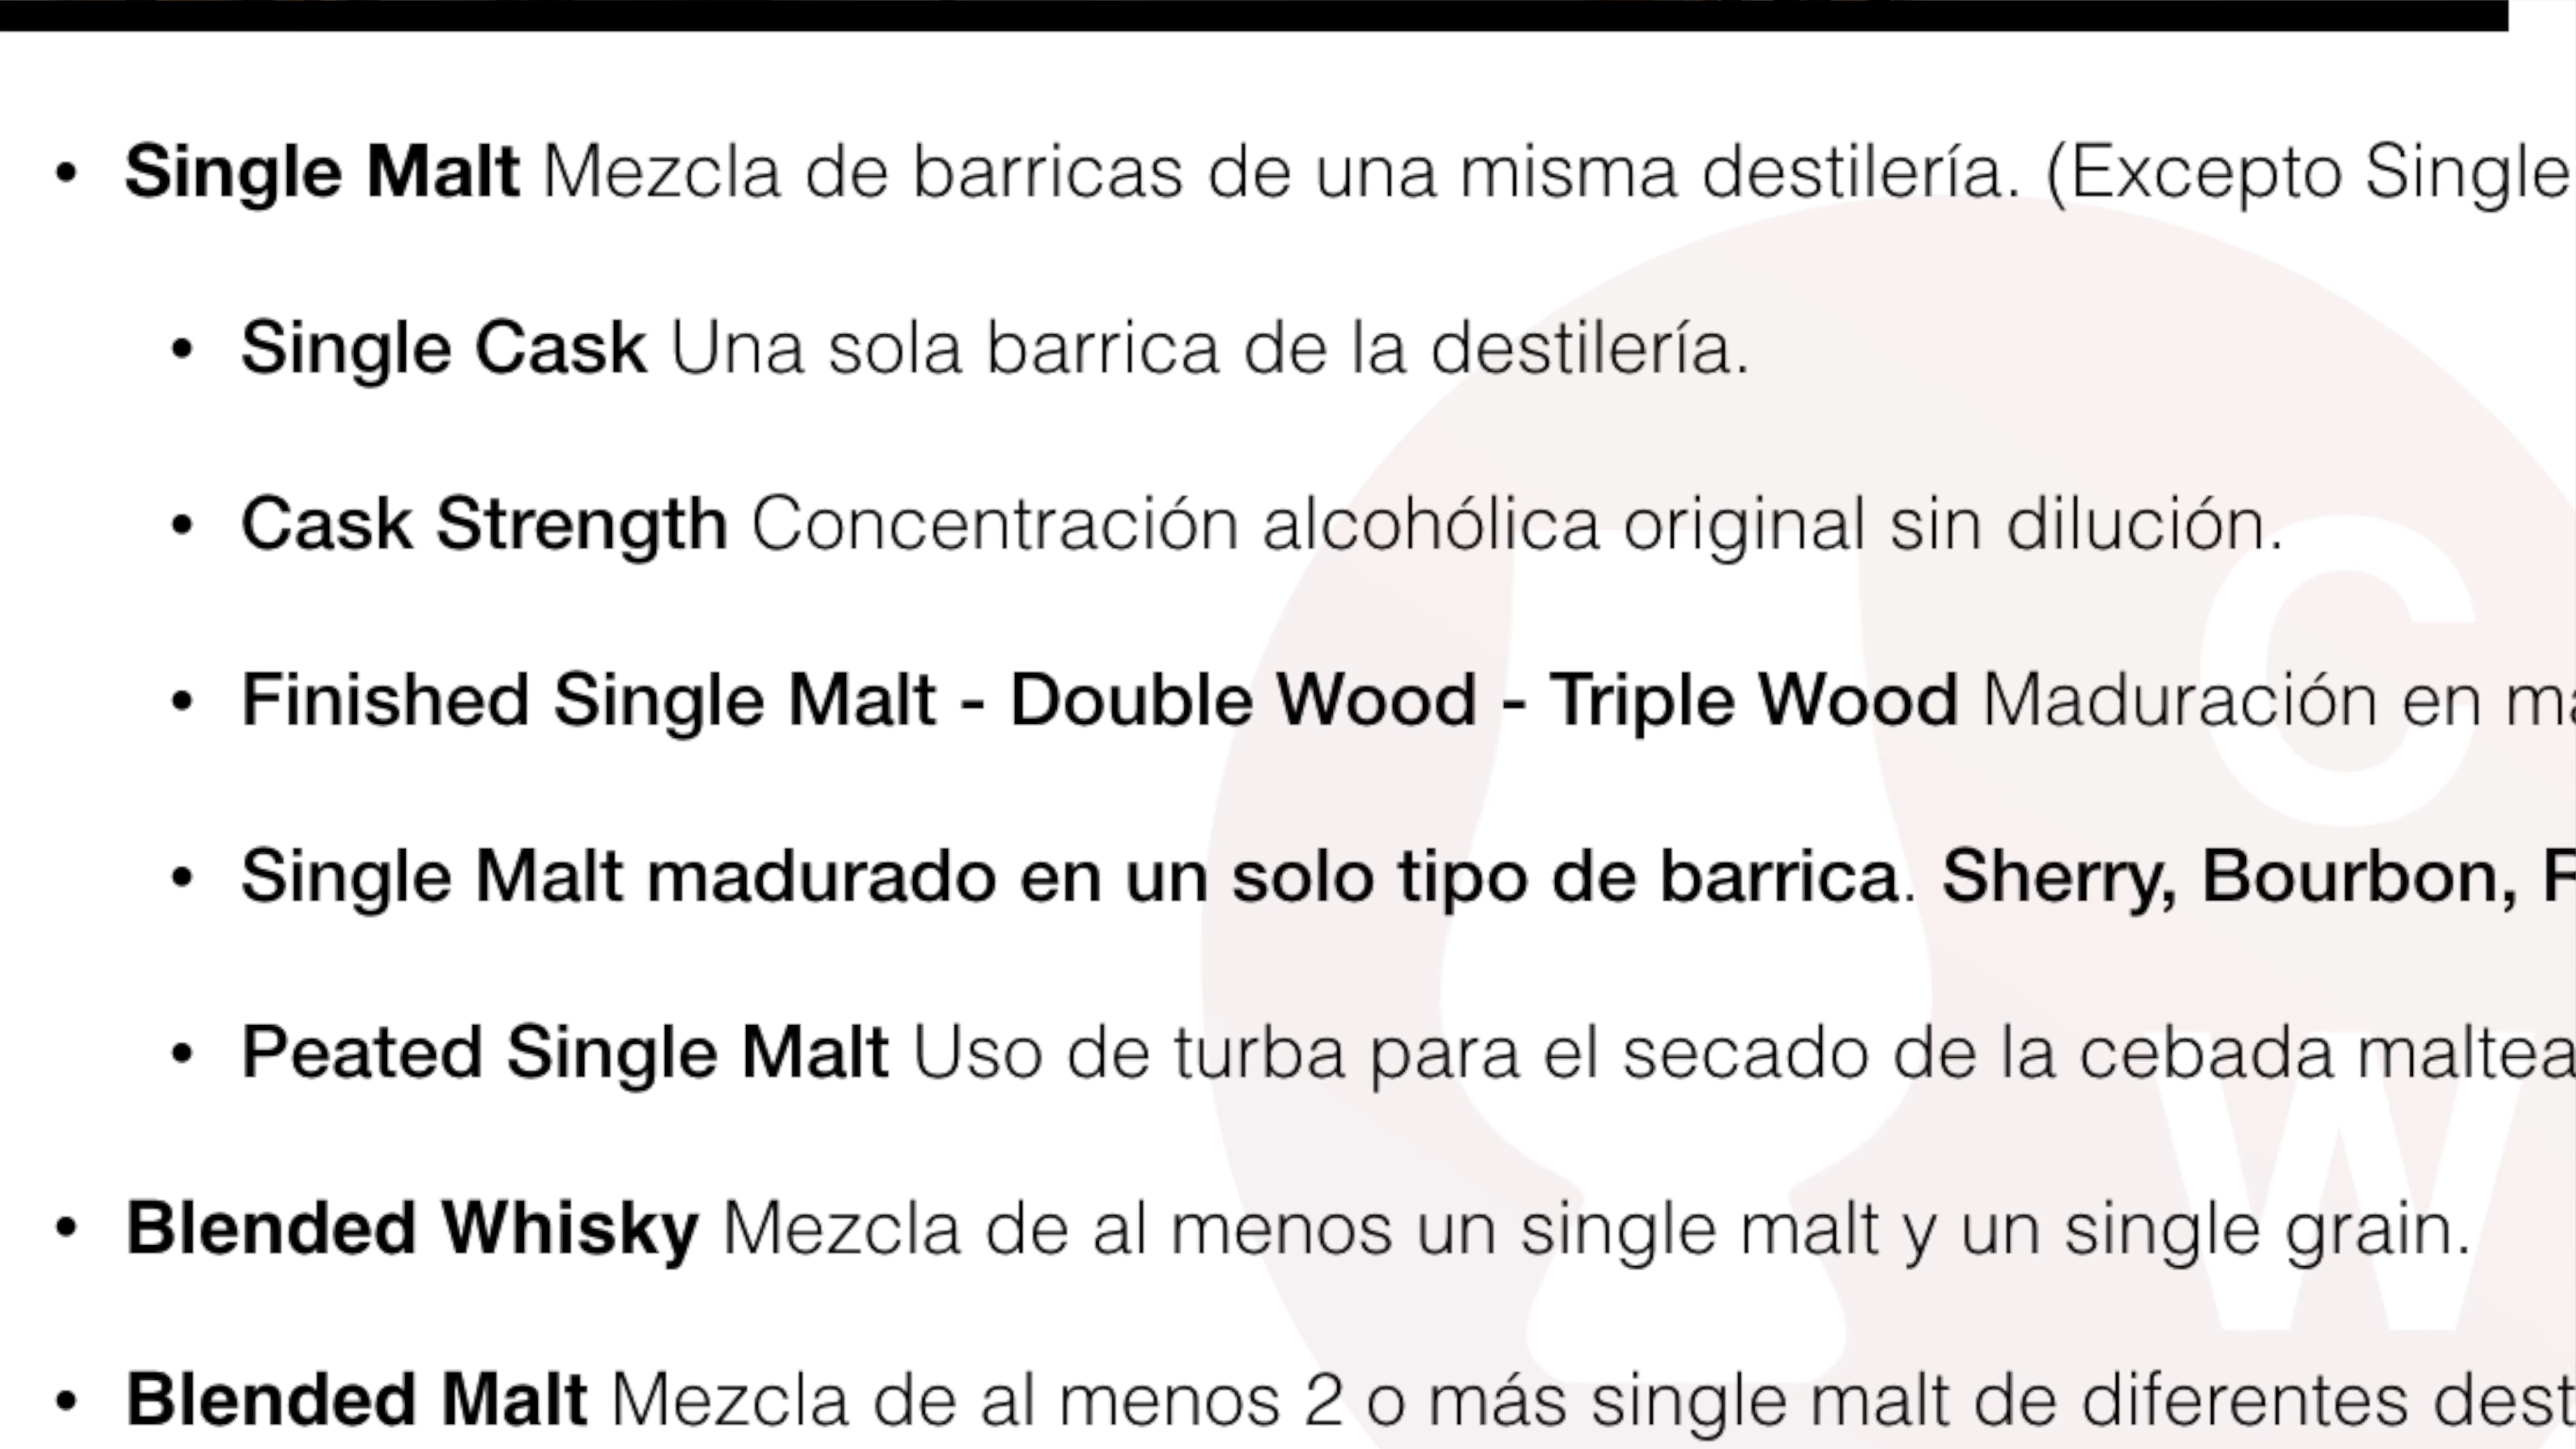 • Single Malt Mezcla de barricas de una misma destilería. (Excepto Single
• Single Cask Una sola barrica de la destilería.
• Cask Strength Concentración alcohólica original sin dilución.
• Finished Single Malt - Double Wood - Triple Wood Maduración en
• Single Malt madurado en un solo tipo de barrica. Sherry, Bourbon,
• Peated Single Malt Uso de turba para el secado de la cebada
• Blended Whisky Mezcla de al menos un single malt y un single grain.
• Blended Malt Mezcla de al menos 2 o más single malt de diferentes
C
W